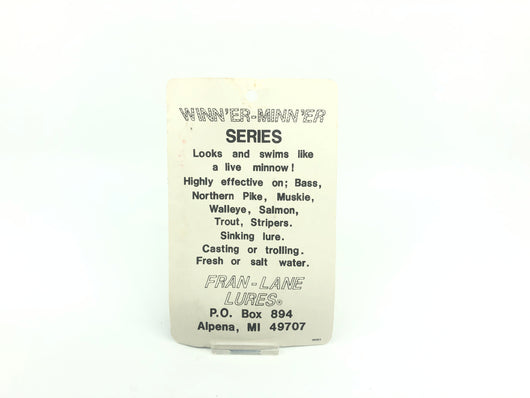 WINN'ER-MINN'ER
SERIES
Looks and swims like
a live minnow!
Highly effective on; Bass,
Northern Pike, Muskie,
Walleye, Salmon,
Trout, Stripers.
Sinking lure.
Casting or trolling.
Fresh or salt water.
FRAN-LANE
LURES®
P.O. Box 894
Alpena, MI 49707